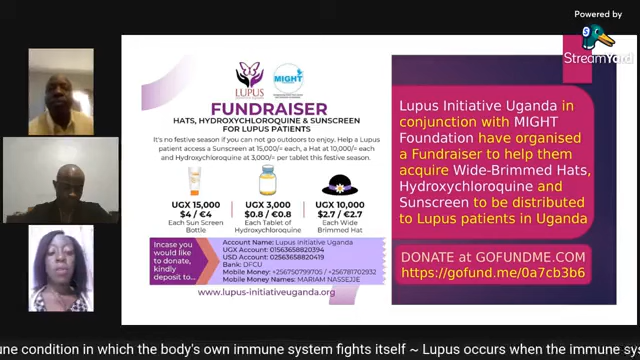 Powered by
StreamYard
LUPUS
MIGHT
FUNDRAISER
HATS, HYDROXYCHLOROQUINE & SUNSCREEN
FOR LUPUS PATIENTS
It's no festive season if you can not go outdoors to enjoy. Help a Lupus
patient access a Sunscreen at 15,000/= each, a Hat at 10,000/= each
and Hydroxychloroquine at 3,000/= per tablet this festive season.
UGX 15,000
$4 / €4
Each Sun Screen
Bottle
UGX 3,000
$0.8 / €0.8
Each Tablet of
Hydroxychloroquine
UGX 10,000
$2.7 / €2.7
Each Wide
Brimmed Hat
Incase you
would like
to donate,
kindly
deposit to...
Account Name: Lupus Initiative Uganda
UGX Account: 01563658820394
USD Account: 02563658820419
Bank: DFCU
Mobile Money: +256750799705 / +256781702932
Mobile Money Names: MARIAM NASSEJJE
www.lupus-initiativeuganda.org
Lupus Initiative Uganda in
conjunction with MIGHT
Foundation have organised
a Fundraiser to help them
acquire Wide-Brimmed Hats,
Hydroxychloroquine and
Sunscreen to be distributed
to Lupus patients in Uganda
DONATE at GOFUNDME.COM
https://gofund.me/0a7cb3b6
une condition in which the body's own immune system fights itself ~ Lupus occurs when the immune sys